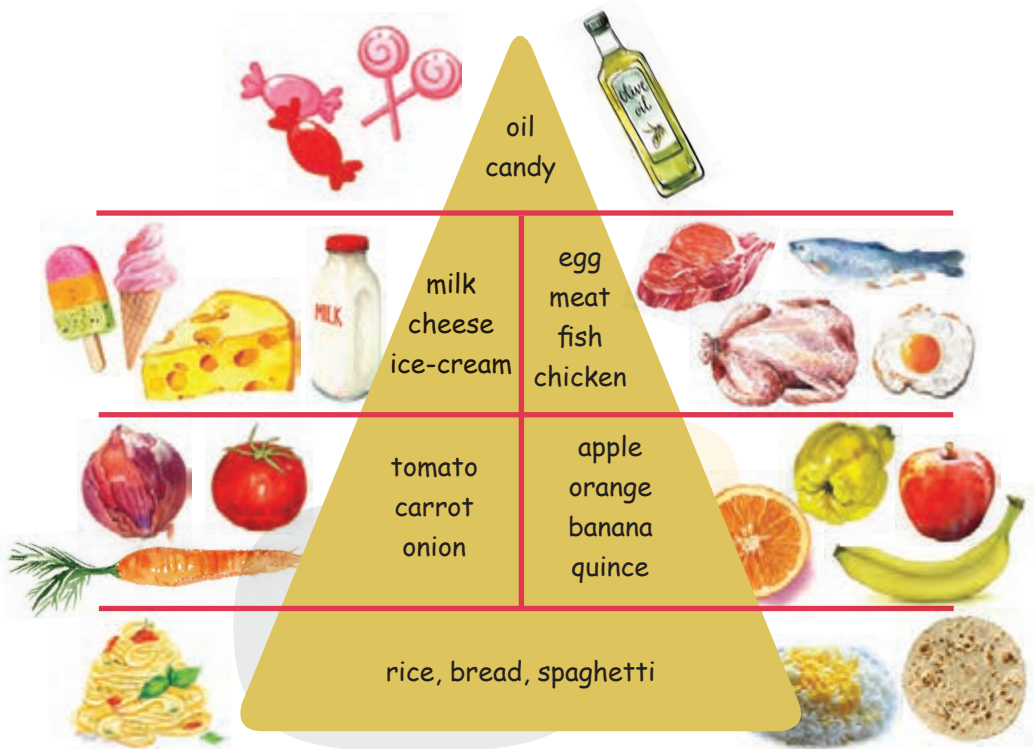 olive
oil
oil
candy
milk
cheese
ice-cream
MILK
egg
meat
fish
chicken
tomato
carrot
onion
apple
orange
banana
quince
rice, bread, spaghetti